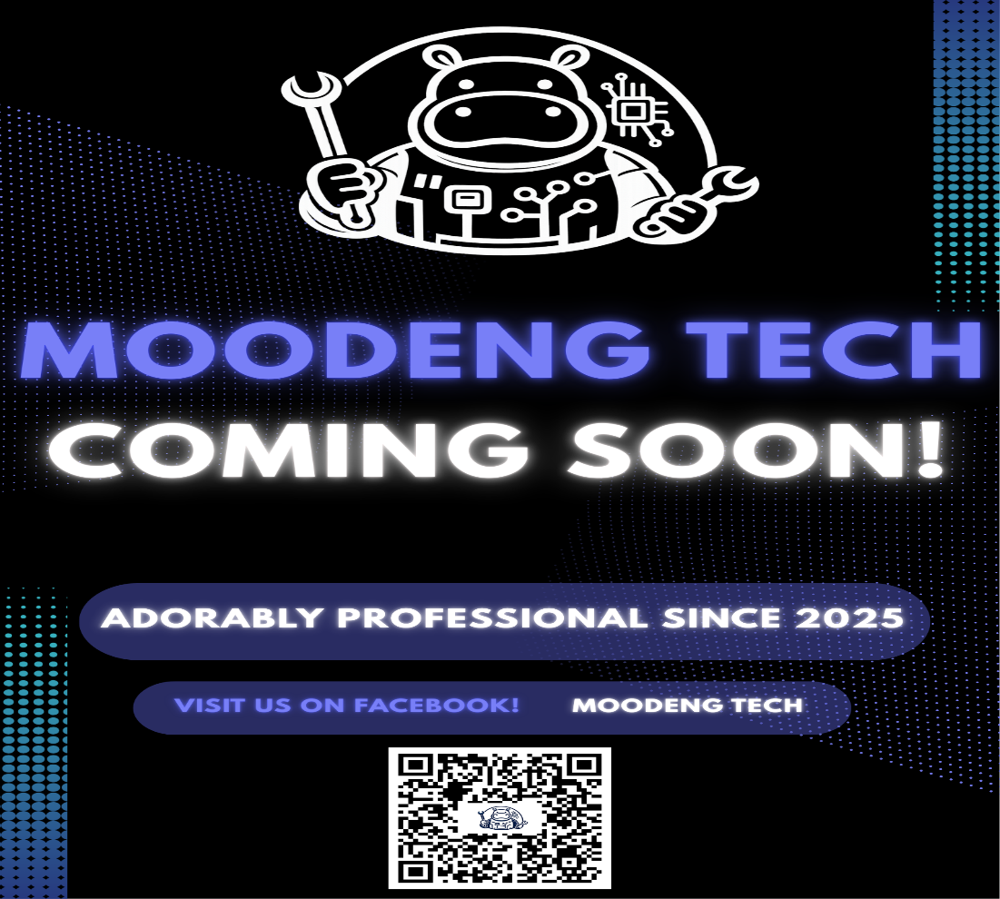 MOODENG TECH
COMING SOON!
ADORABLY PROFESSIONAL SINCE 2025
VISIT US ON FACEBOOK! MOODENG TECH